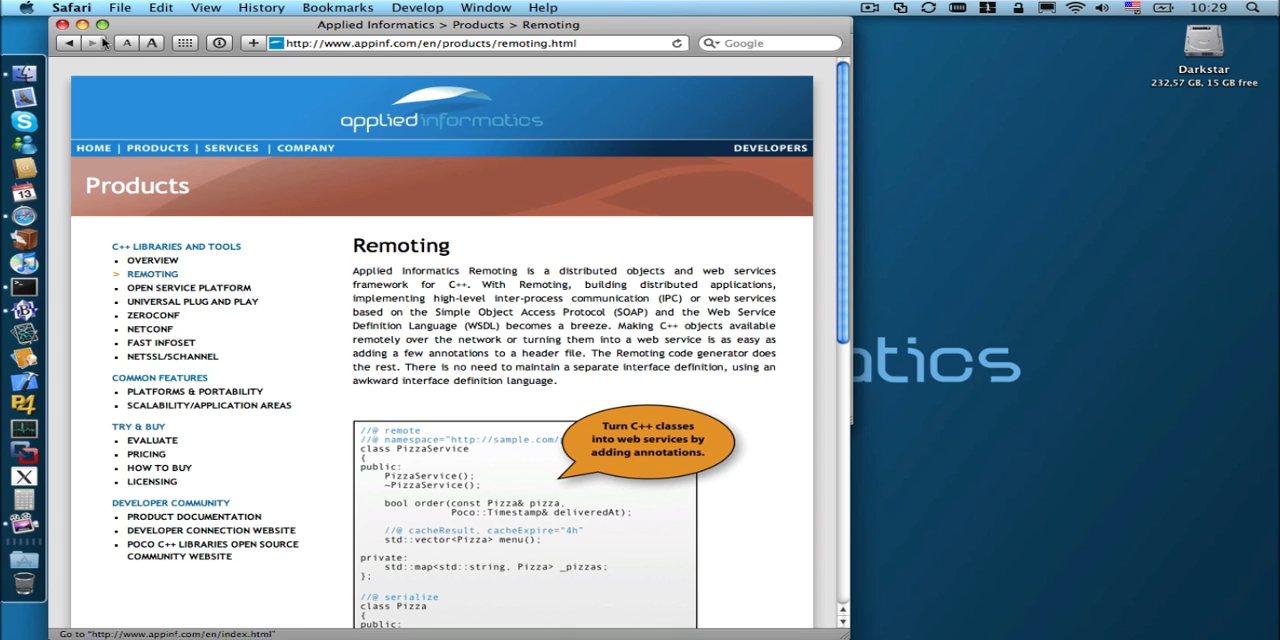 Safari File Edit View History Bookmarks Develop Window Help
10:29
Applied Informatics > Products > Remoting
A A
http://www.appinf.com/en/products/remoting.html
Google
Darkstar
232,57 GB, 15 GB free
appliedinformatics
HOME | PRODUCTS | SERVICES | COMPANY
DEVELOPERS
Products
C++ LIBRARIES AND TOOLS
OVERVIEW
> REMOTING
OPEN SERVICE PLATFORM
UNIVERSAL PLUG AND PLAY
ZEROCONF
NETCONF
FAST INFOSET
NETSSL/SCHANNEL
COMMON FEATURES
PLATFORMS & PORTABILITY
SCALABILITY/APPLICATION AREAS
TRY & BUY
EVALUATE
PRICING
HOW TO BUY
LICENSING
DEVELOPER COMMUNITY
PRODUCT DOCUMENTATION
DEVELOPER CONNECTION WEBSITE
POCO C++ LIBRARIES OPEN SOURCE
COMMUNITY WEBSITE
Remoting
Applied Informatics Remoting is a distributed objects and web services
framework for C++. With Remoting, building distributed applications,
implementing high-level inter-process communication (IPC) or web services
based on the Simple Object Access Protocol (SOAP) and the Web Service
Definition Language (WSDL) becomes a breeze. Making C++ objects available
remotely over the network or turning them into a web service is as easy as
adding a few annotations to a header file. The Remoting code generator does
the rest. There is no need to maintain a separate interface definition, using an
awkward interface definition language.
//@ remote
//@ namespace="http://sample.com/
class PizzaService
{
public:
PizzaService();
~PizzaService();
bool order(const Pizza& pizza,
Poco::Timestamp& deliveredAt);
//@ cacheResult, cacheExpire="4h"
std::vector<Pizza> menu();
private:
std::map<std::string, Pizza> _pizzas;
};
//@ serialize
class Pizza
{
public:
Turn C++ classes
into web services by
adding annotations.
matics
13
P4
X
Go to "http://www.appinf.com/en/index.html"